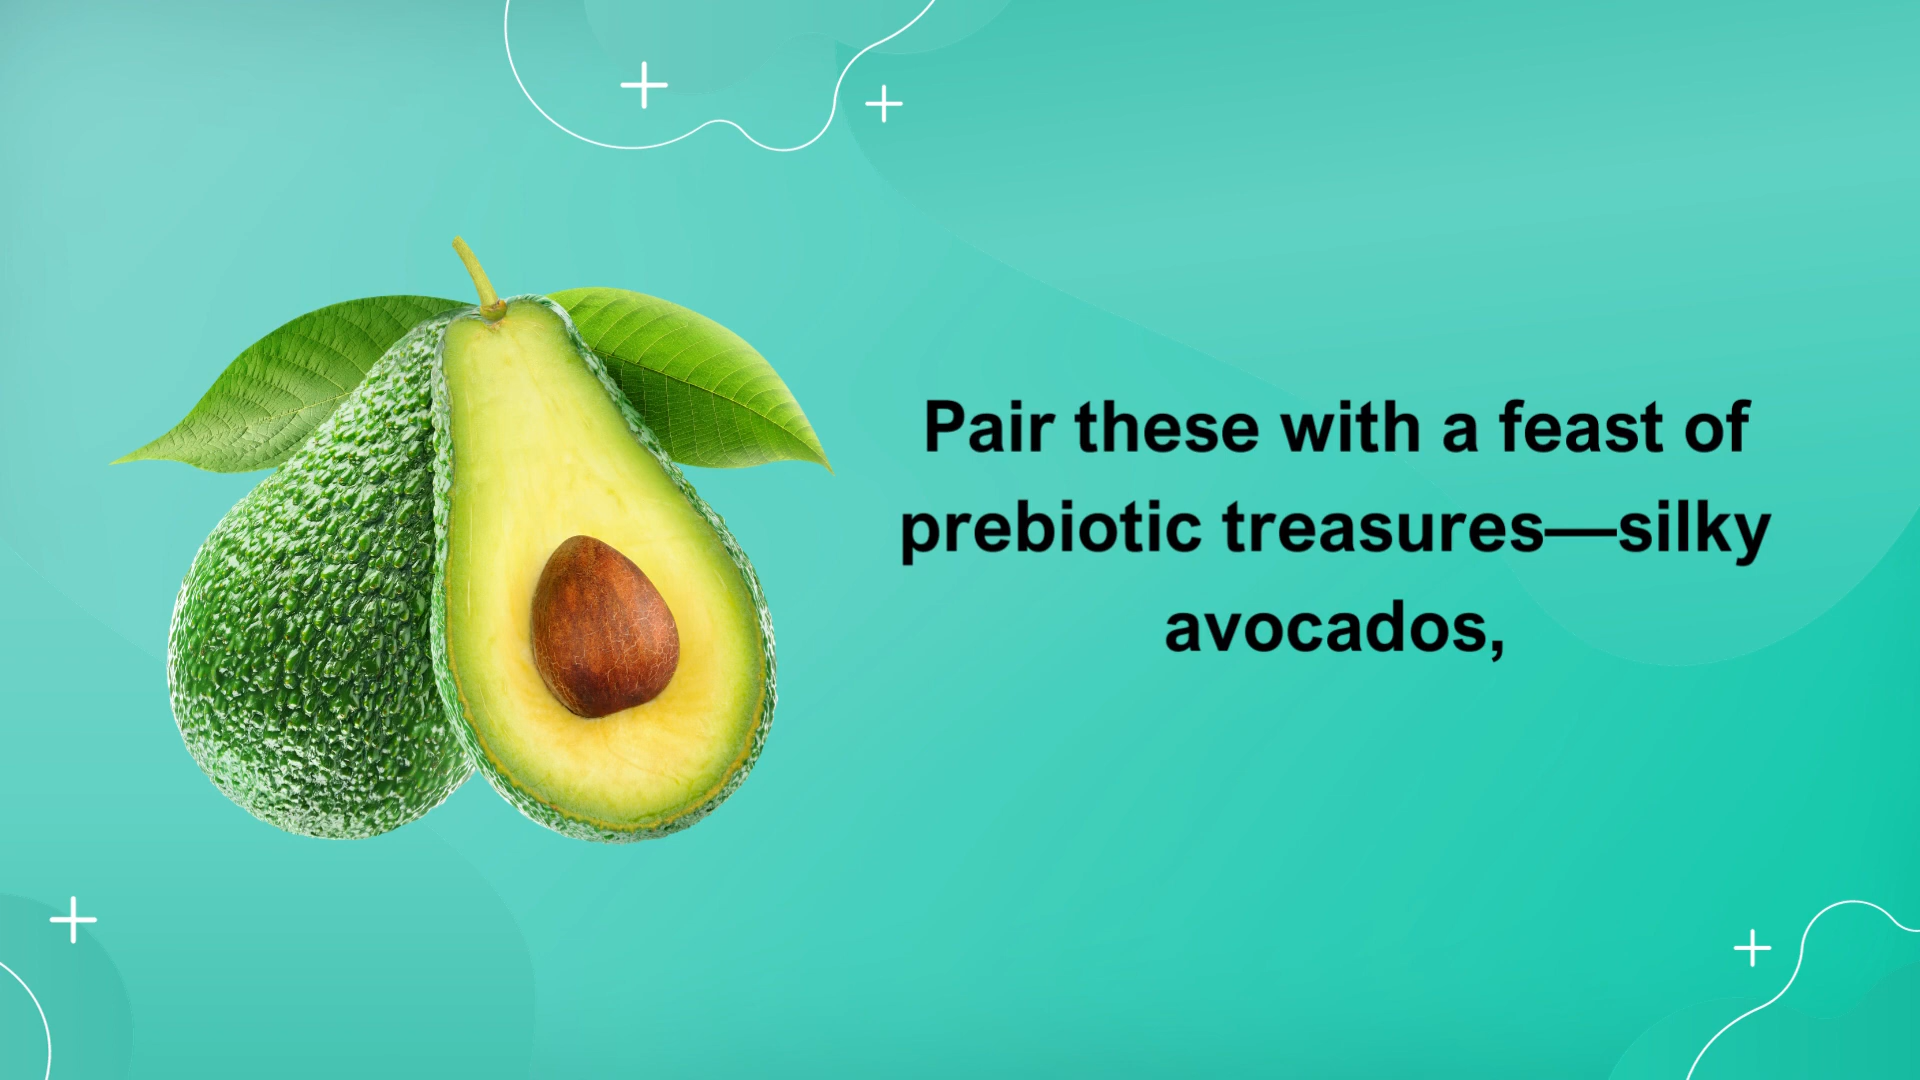 Pair these with a feast of
prebiotic treasures—silky
avocados,